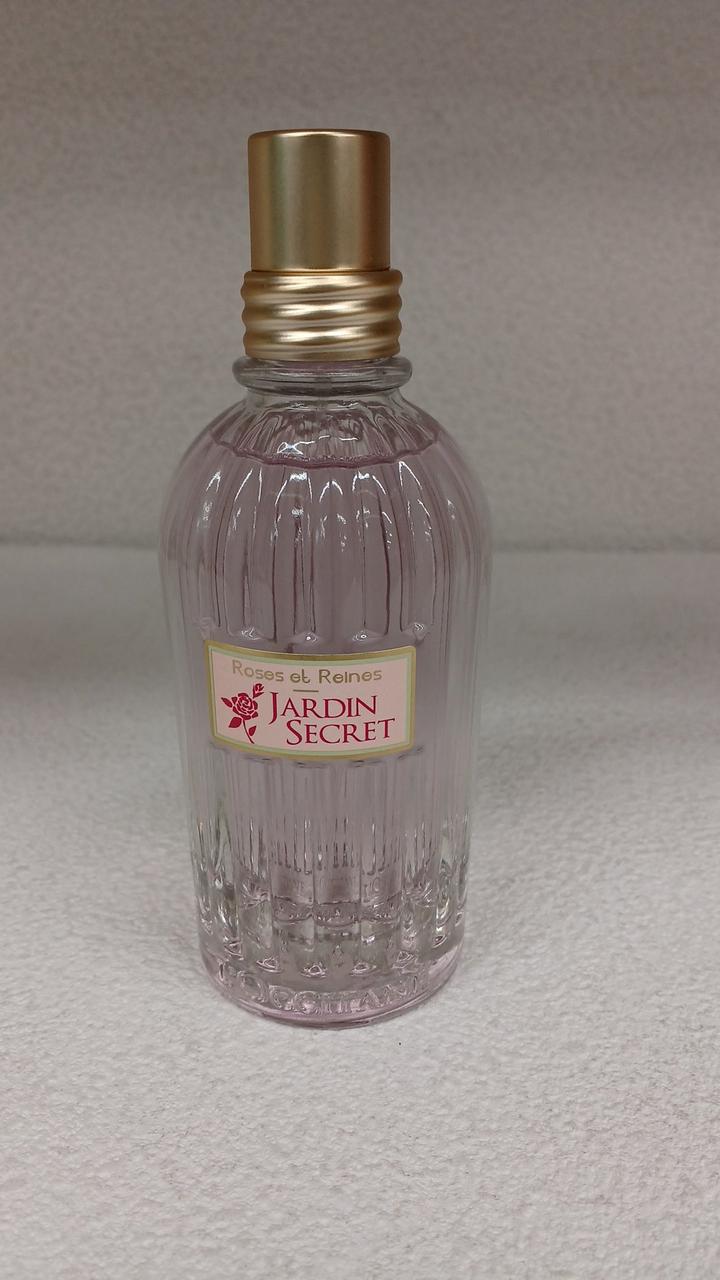 Roses et Reines
JARDIN
SECRET
L'OCCITANE